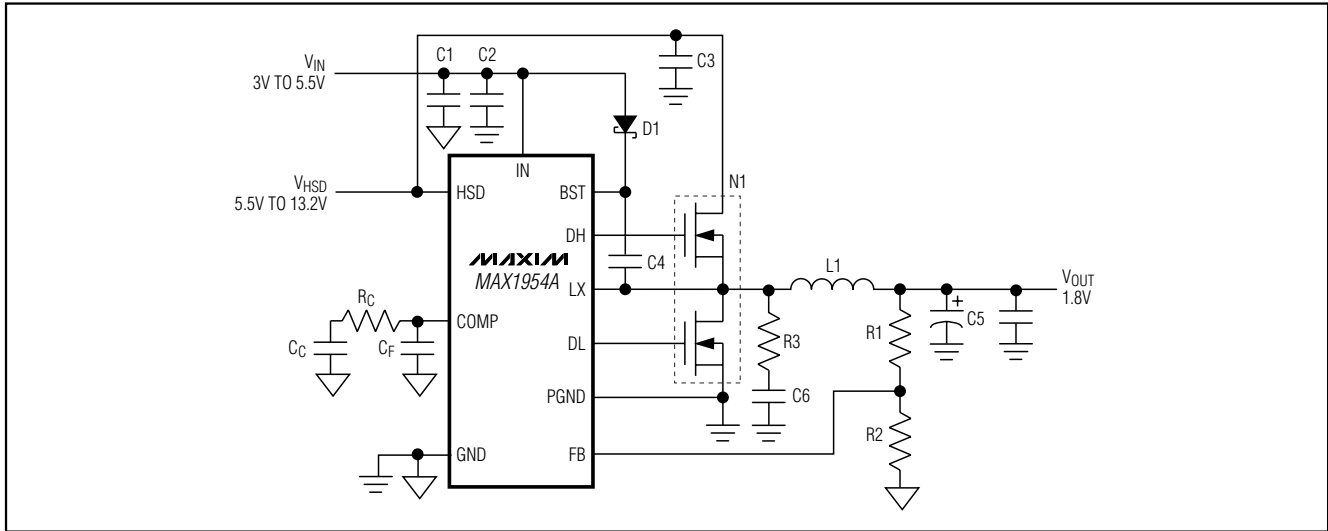 C1
C2
C3
VIN
3V TO 5.5V
D1
IN
N1
VHSD
5.5V TO 13.2V
HSD
BST
DH
MAXIM
MAX1954A
C4
L1
LX
VOUT
1.8V
RC
COMP
C5
R1
R3
CC
CF
DL
C6
PGND
R2
GND
FB